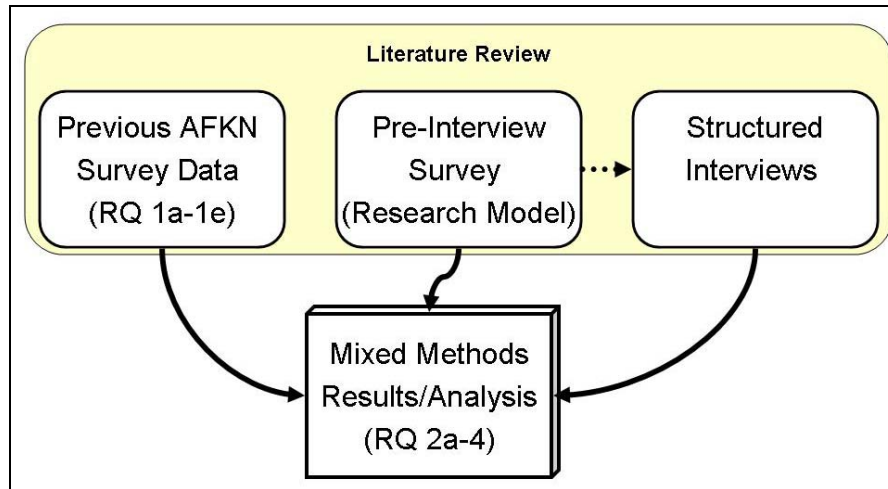 Literature Review
Previous AFKN
Survey Data
(RQ 1a-1e)
Pre-Interview
Survey
(Research Model)
Structured
Interviews
Mixed Methods
Results/Analysis
(RQ 2a-4)